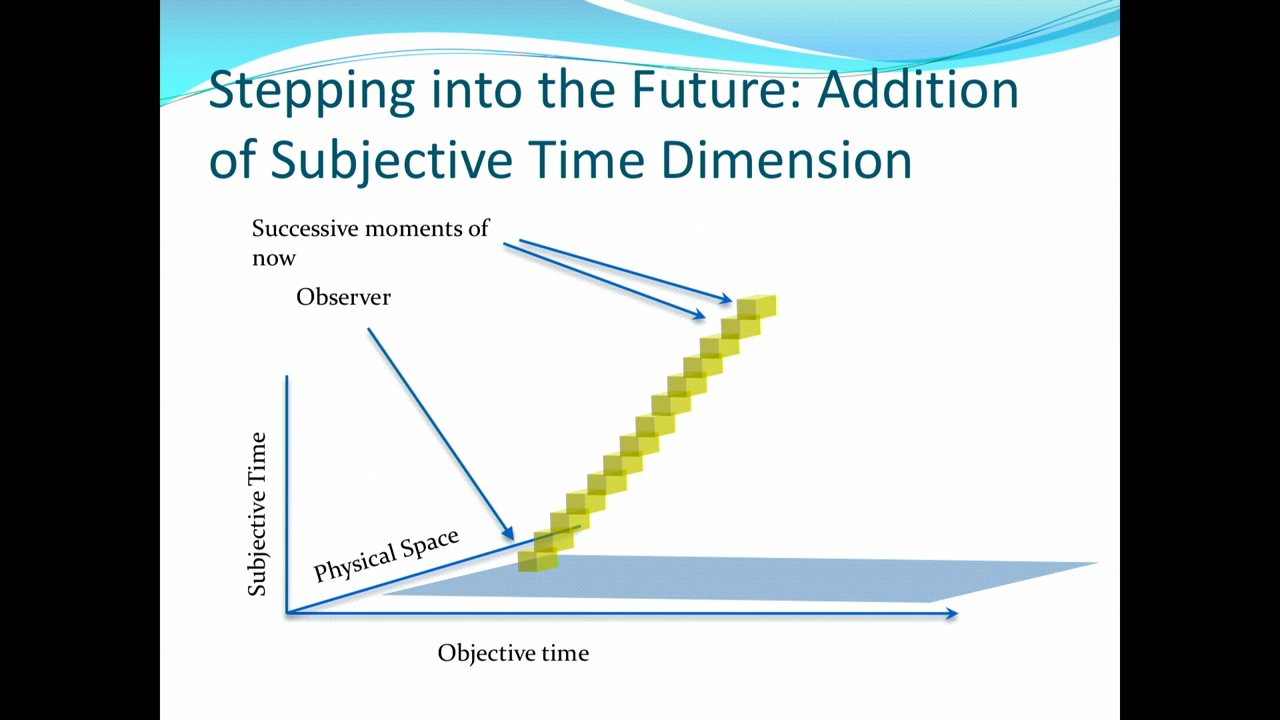 Stepping into the Future: Addition
of Subjective Time Dimension
Successive moments of
now
Observer
Subjective Time
Physical Space
Objective time